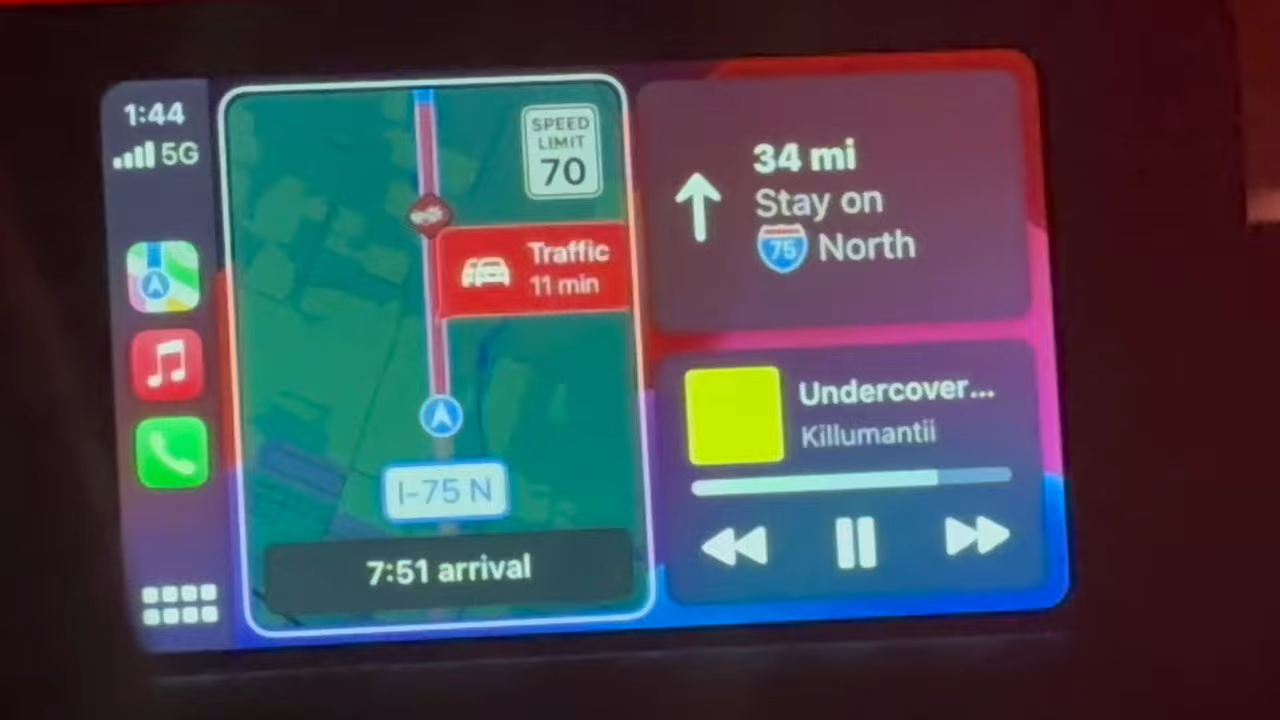 1:44
5G
SPEED
LIMIT
70
Traffic
11 min
I-75 N
7:51 arrival
34 mi
Stay on
75 North
Undercover...
Killumantii